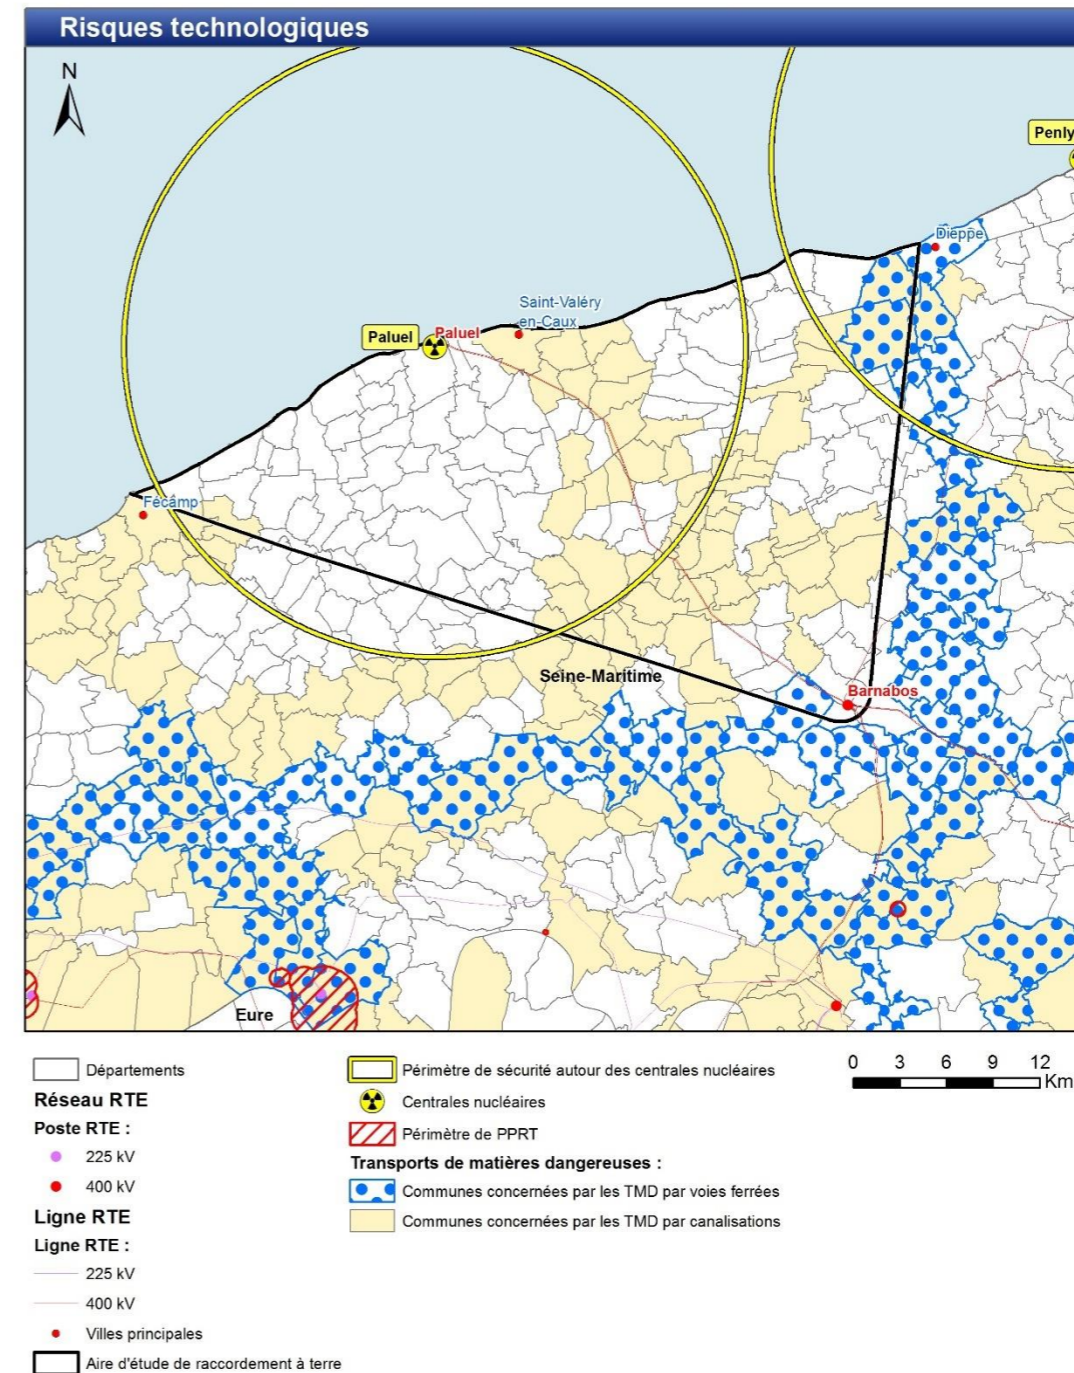 Risques technologiques
N
Penly
Dieppe
Saint-Valéry
en-Caux
Paluel
Paluel
Fécamp
Seine-Maritime
Barnabos
Eure
Départements
Réseau RTE
Poste RTE :
225 kV
400 kV
Ligne RTE
Ligne RTE :
225 kV
400 kV
Villes principales
Aire d'étude de raccordement à terre
Périmètre de sécurité autour des centrales nucléaires
Centrales nucléaires
Périmètre de PPRT
Transports de matières dangereuses :
Communes concernées par les TMD par voies ferrées
Communes concernées par les TMD par canalisations
0 3 6 9 12
Km